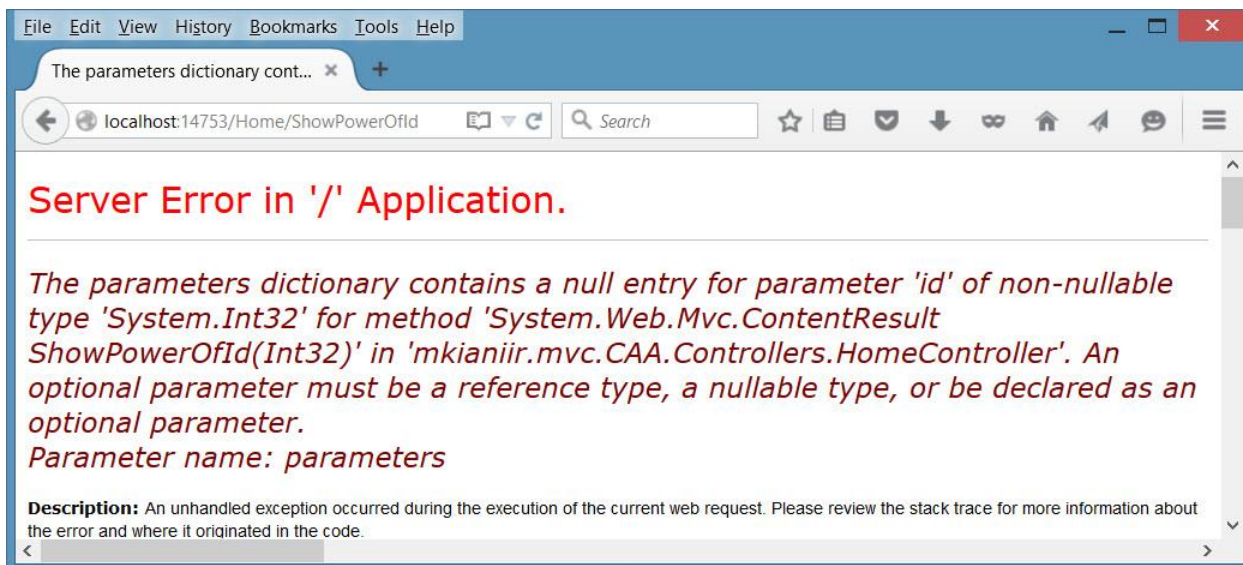 File Edit View History Bookmarks Tools Help
The parameters dictionary cont...
localhost:14753/Home/ShowPowerOfId
Search
Server Error in '/' Application.
The parameters dictionary contains a null entry for parameter 'id' of non-nullable
type 'System.Int32' for method 'System.Web.Mvc.ContentResult
ShowPowerOfId(Int32)' in 'mkianiir.mvc.CAA.Controllers.HomeController'. An
optional parameter must be a reference type, a nullable type, or be declared as an
optional parameter.
Parameter name: parameters
Description: An unhandled exception occurred during the execution of the current web request. Please review the stack trace for more information about
the error and where it originated in the code.